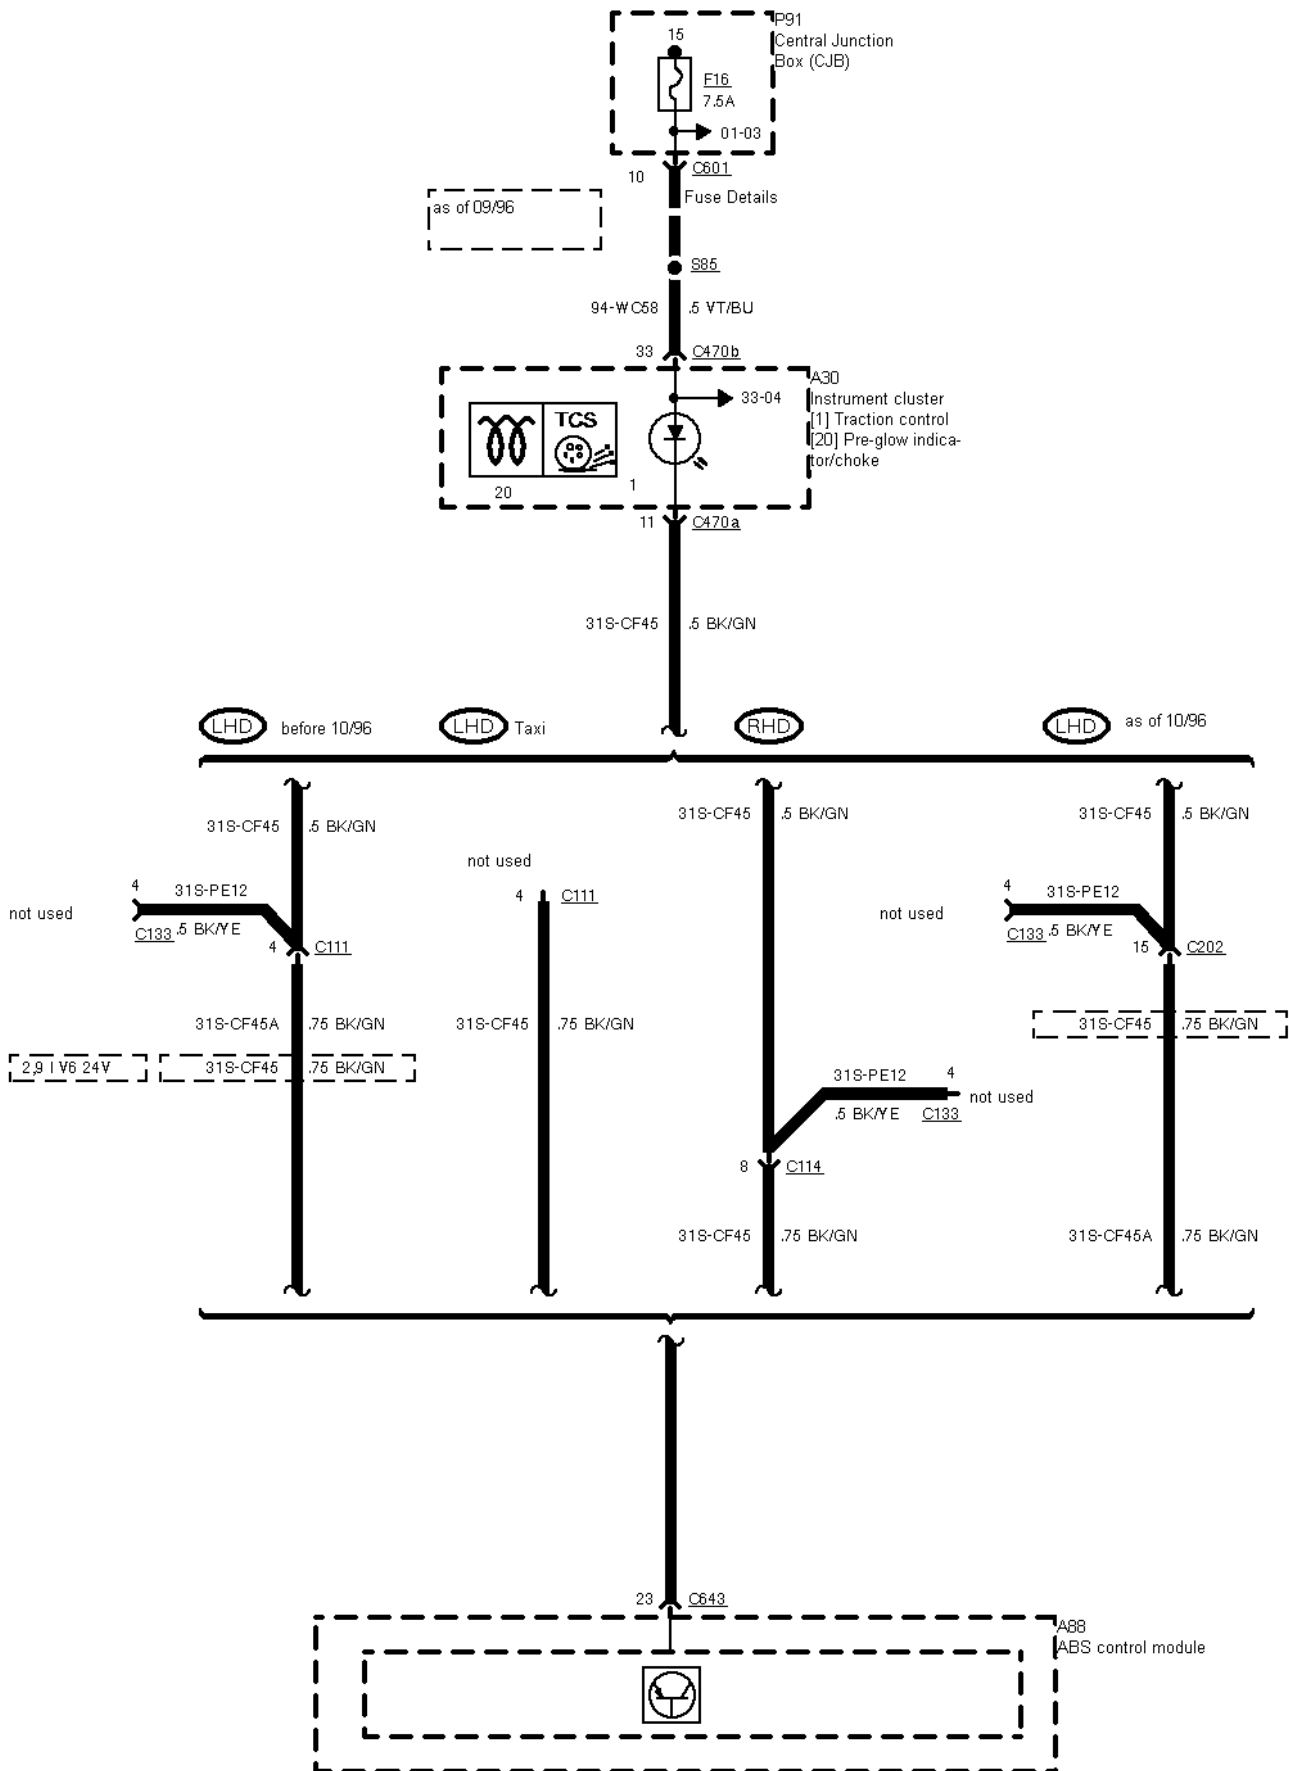 P91
15
Central Junction
Box (CJB)
F16
7.5A
01-03
C601
10
Fuse Details
as of 09/96
S85
94-WC58 .5 VT/BU
33 C470b
A30
33-04
Instrument cluster
TCS
[1] Traction control
[20] Pre-glow indica-
tor/choke
20
1
11 C470a
31S-CF45 .5 BK/GN
LHD before 10/96
LHD Taxi
RHD
LHD as of 10/96
31S-CF45 .5 BK/GN
31S-CF45 .5 BK/GN
31S-CF45 .5 BK/GN
not used
4 C111
4
31S-PE12
not used
C133 .5 BK/YE
4 C111
4
31S-PE12
not used
C133 .5 BK/YE
15 C202
31S-CF45A .75 BK/GN
31S-CF45 .75 BK/GN
31S-CF45 .75 BK/GN
2,9 l V6 24V
31S-CF45 .75 BK/GN
31S-PE12
4
not used
.5 BK/YE C133
8 C114
31S-CF45 .75 BK/GN
31S-CF45A .75 BK/GN
23 C643
A88
ABS control module